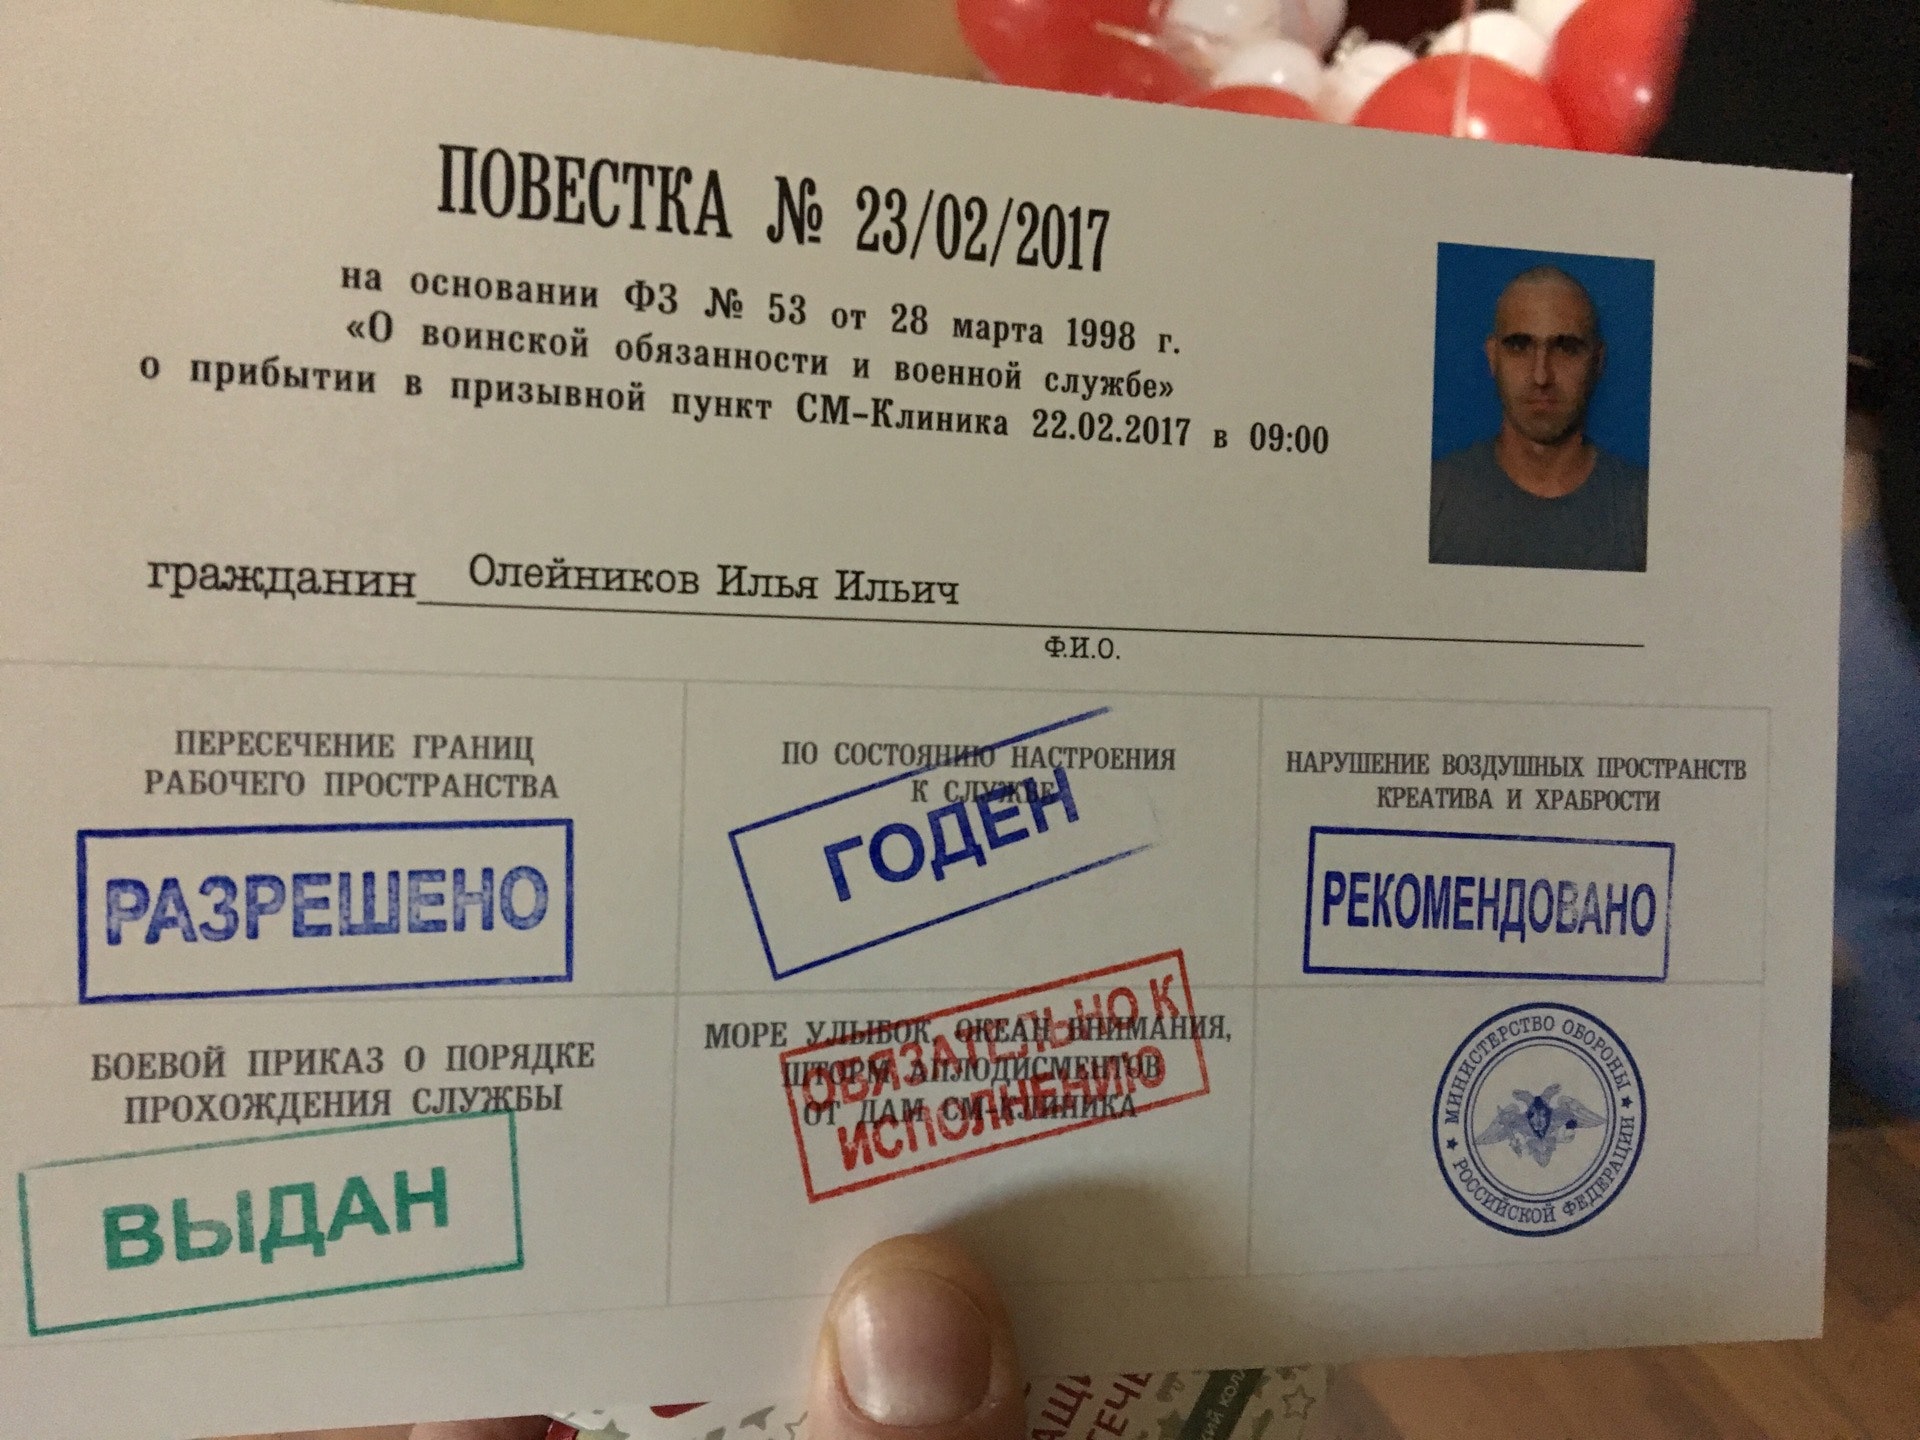 ПОВЕСТКА № 23/02/2017
на основании ФЗ № 53 от 28 марта 1998 г.
«О воинской обязанности и военной службе»
о прибытии в призывной пункт СМ-Клиника 22.02.2017 в 09:00
гражданин Олейников Илья Ильич
Ф.И.О.
ПЕРЕСЕЧЕНИЕ ГРАНИЦ
РАБОЧЕГО ПРОСТРАНСТВА
РАЗРЕШЕНО
ПО СОСТОЯНИЮ НАСТРОЕНИЯ
К СЛУЖБЕ
ГОДЕН
НАРУШЕНИЕ ВОЗДУШНЫХ ПРОСТРАНСТВ
КРЕАТИВА И ХРАБРОСТИ
РЕКОМЕНДОВАНО
БОЕВОЙ ПРИКАЗ О ПОРЯДКЕ
ПРОХОЖДЕНИЯ СЛУЖБЫ
ВЫДАН
МОРЕ УЛЫБОК, ОКЕАН ВНИМАНИЯ,
ШТОРМ АПЛОДИСМЕНТОВ
ОТ ДАМ СМ-КЛИНИКА
ОБЯЗАТЕЛЬНО К
ИСПОЛНЕНИЮ
МИНИСТЕРСТВО ОБОРОНЫ
РОССИЙСКОЙ ФЕДЕРАЦИИ